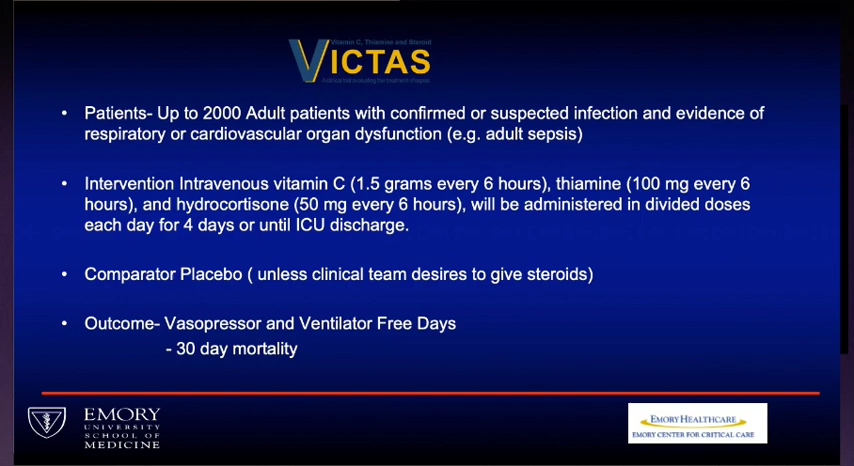 Vitamin C, Thiamine and Steroid
VICTAS
• Patients- Up to 2000 Adult patients with confirmed or suspected infection and evidence of
respiratory or cardiovascular organ dysfunction (e.g. adult sepsis)
• Intervention Intravenous vitamin C (1.5 grams every 6 hours), thiamine (100 mg every 6
hours), and hydrocortisone (50 mg every 6 hours), will be administered in divided doses
each day for 4 days or until ICU discharge.
• Comparator Placebo ( unless clinical team desires to give steroids)
• Outcome- Vasopressor and Ventilator Free Days
- 30 day mortality
EMORY
UNIVERSITY
SCHOOL OF
MEDICINE
EMORY HEALTHCARE
EMORY CENTER FOR CRITICAL CARE